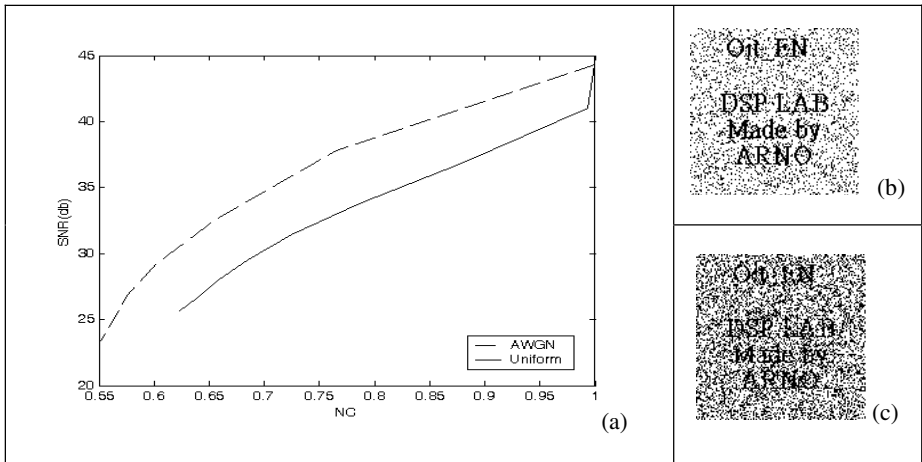 45
40
35
30
25
20
SNR(db)
0.55 0.6 0.65 0.7 0.75 0.8 0.85 0.9 0.95 1
NC
AWGN
Uniform
(a)
DSP LAB
Made by
ARNO
(b)
DSP LAB
Made by
ARNO
(c)